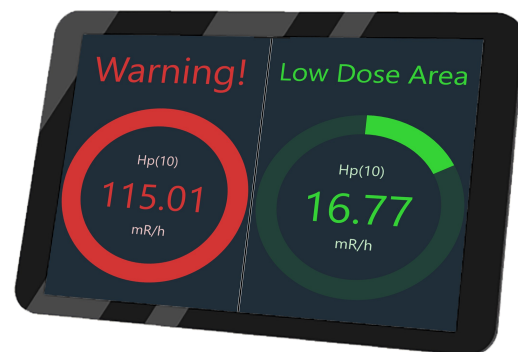 Warning!
Hp(10)
115.01
mR/h
Low Dose Area
Hp(10)
16.77
mR/h